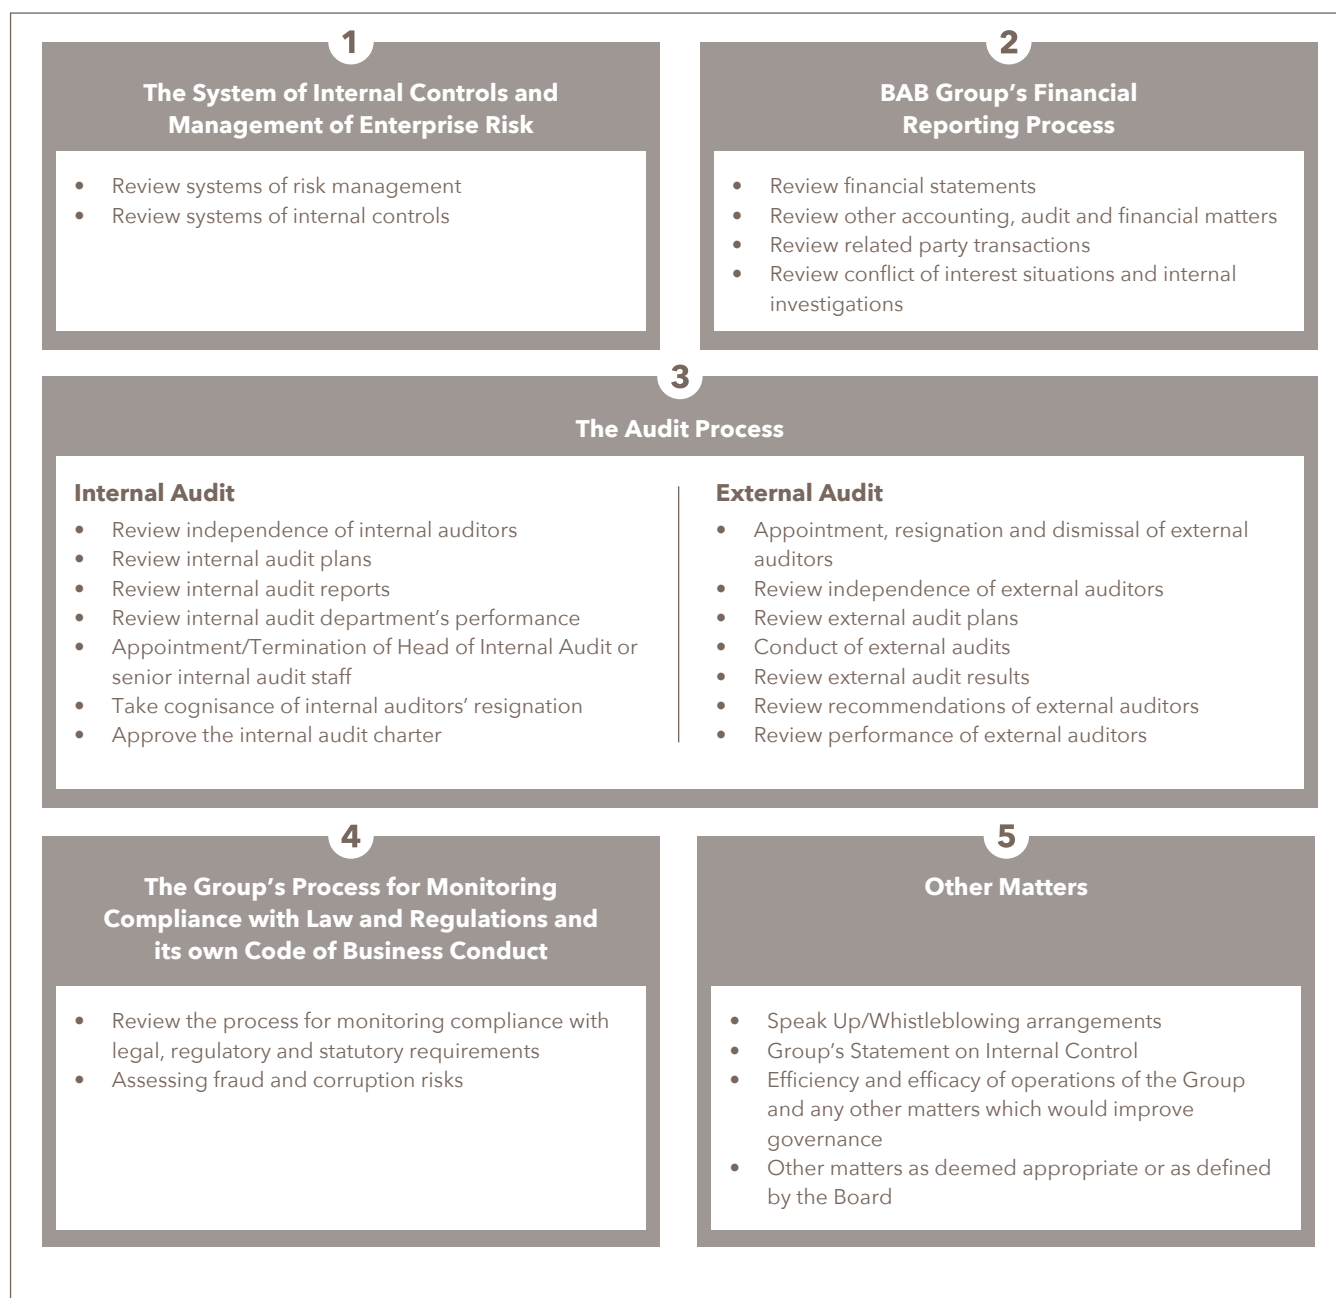 1
The System of Internal Controls and
Management of Enterprise Risk
• Review systems of risk management
• Review systems of internal controls
2
BAB Group’s Financial
Reporting Process
• Review financial statements
• Review other accounting, audit and financial matters
• Review related party transactions
• Review conflict of interest situations and internal
investigations
3
The Audit Process
Internal Audit
• Review independence of internal auditors
• Review internal audit plans
• Review internal audit reports
• Review internal audit department’s performance
• Appointment/Termination of Head of Internal Audit or
senior internal audit staff
• Take cognisance of internal auditors’ resignation
• Approve the internal audit charter
External Audit
• Appointment, resignation and dismissal of external
auditors
• Review independence of external auditors
• Review external audit plans
• Conduct of external audits
• Review external audit results
• Review recommendations of external auditors
• Review performance of external auditors
4
The Group’s Process for Monitoring
Compliance with Law and Regulations and
its own Code of Business Conduct
• Review the process for monitoring compliance with
legal, regulatory and statutory requirements
• Assessing fraud and corruption risks
5
Other Matters
• Speak Up/Whistleblowing arrangements
• Group’s Statement on Internal Control
• Efficiency and efficacy of operations of the Group
and any other matters which would improve
governance
• Other matters as deemed appropriate or as defined
by the Board